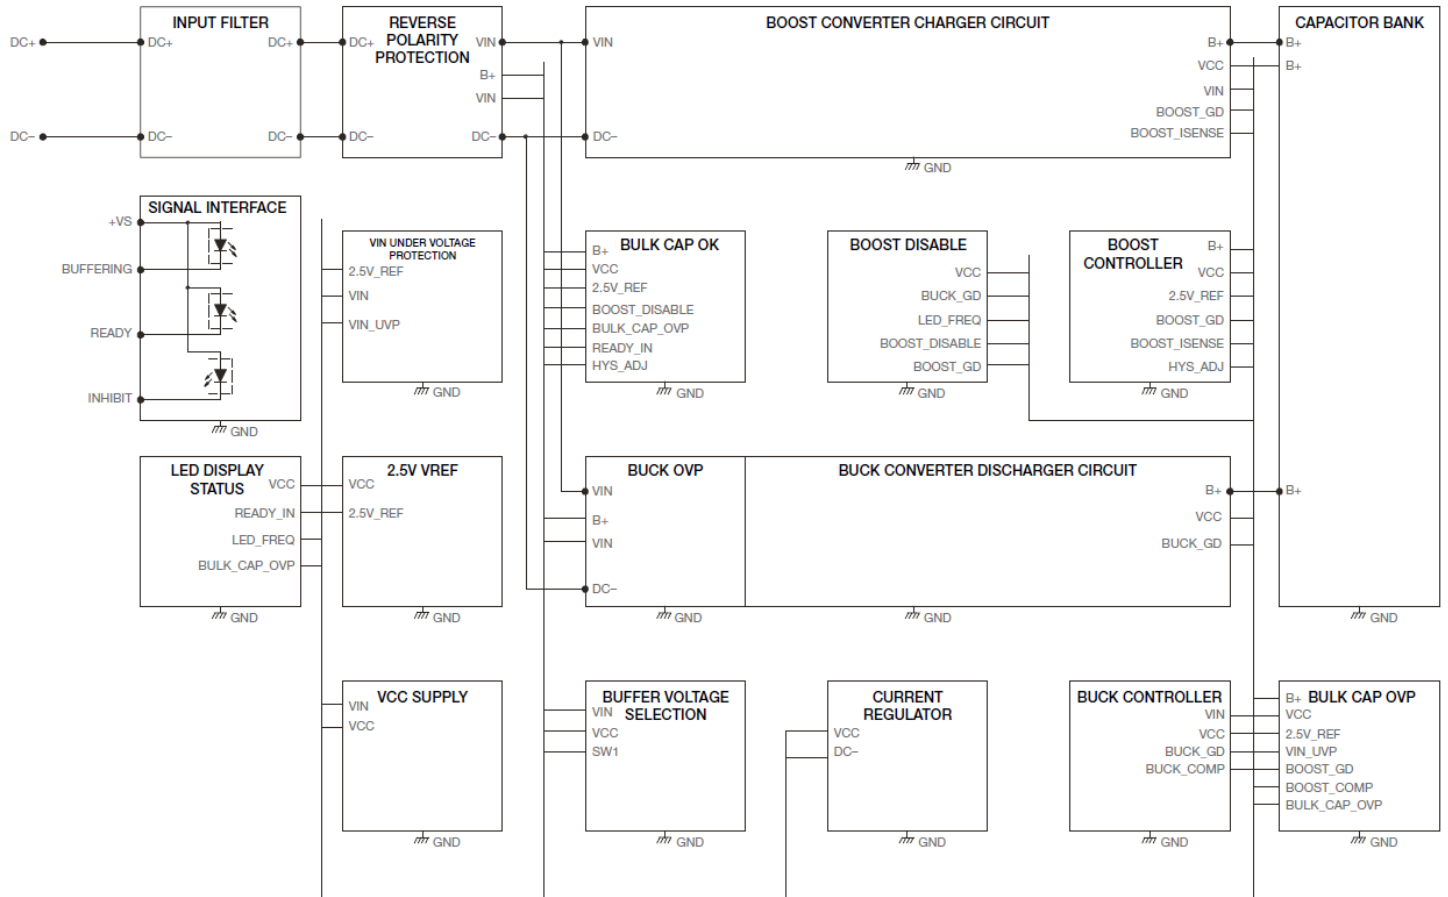 INPUT FILTER
DC+
DC+
DC+
DC−
DC−
DC−
REVERSE
POLARITY
PROTECTION
DC+
VIN
B+
VIN
DC−
DC−
BOOST CONVERTER CHARGER CIRCUIT
VIN
DC−
B+
VCC
VIN
BOOST_GD
BOOST_ISENSE
GND
CAPACITOR BANK
B+
B+
B+
GND
SIGNAL INTERFACE
+VS
BUFFERING
READY
INHIBIT
GND
VIN UNDER VOLTAGE
PROTECTION
2.5V_REF
VIN
VIN_UVP
GND
BULK CAP OK
B+
VCC
2.5V_REF
BOOST_DISABLE
BULK_CAP_OVP
READY_IN
HYS_ADJ
GND
BOOST DISABLE
VCC
BUCK_GD
LED_FREQ
BOOST_DISABLE
BOOST_GD
GND
BOOST
CONTROLLER
B+
VCC
2.5V_REF
BOOST_GD
BOOST_ISENSE
HYS_ADJ
GND
LED DISPLAY
STATUS
VCC
READY_IN
LED_FREQ
BULK_CAP_OVP
GND
2.5V VREF
VCC
2.5V_REF
GND
BUCK OVP
VIN
B+
VIN
DC−
GND
BUCK CONVERTER DISCHARGER CIRCUIT
B+
VCC
BUCK_GD
GND
VCC SUPPLY
VIN
VCC
GND
BUFFER VOLTAGE
SELECTION
VIN
VCC
SW1
GND
CURRENT
REGULATOR
VCC
DC−
GND
BUCK CONTROLLER
VIN
VCC
BUCK_GD
BUCK_COMP
GND
BULK CAP OVP
B+
VCC
2.5V_REF
VIN_UVP
BOOST_GD
BOOST_COMP
BULK_CAP_OVP
GND